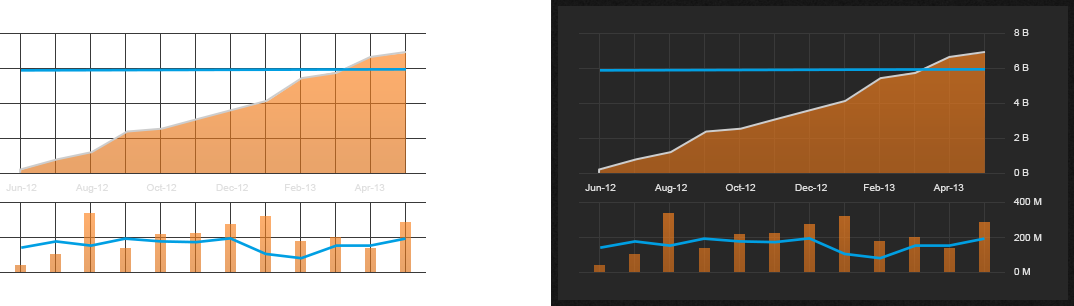 Jun-12 Aug-12 Oct-12 Dec-12 Feb-13 Apr-13
8 B
6 B
4 B
2 B
0 B
Jun-12 Aug-12 Oct-12 Dec-12 Feb-13 Apr-13
400 M
200 M
0 M